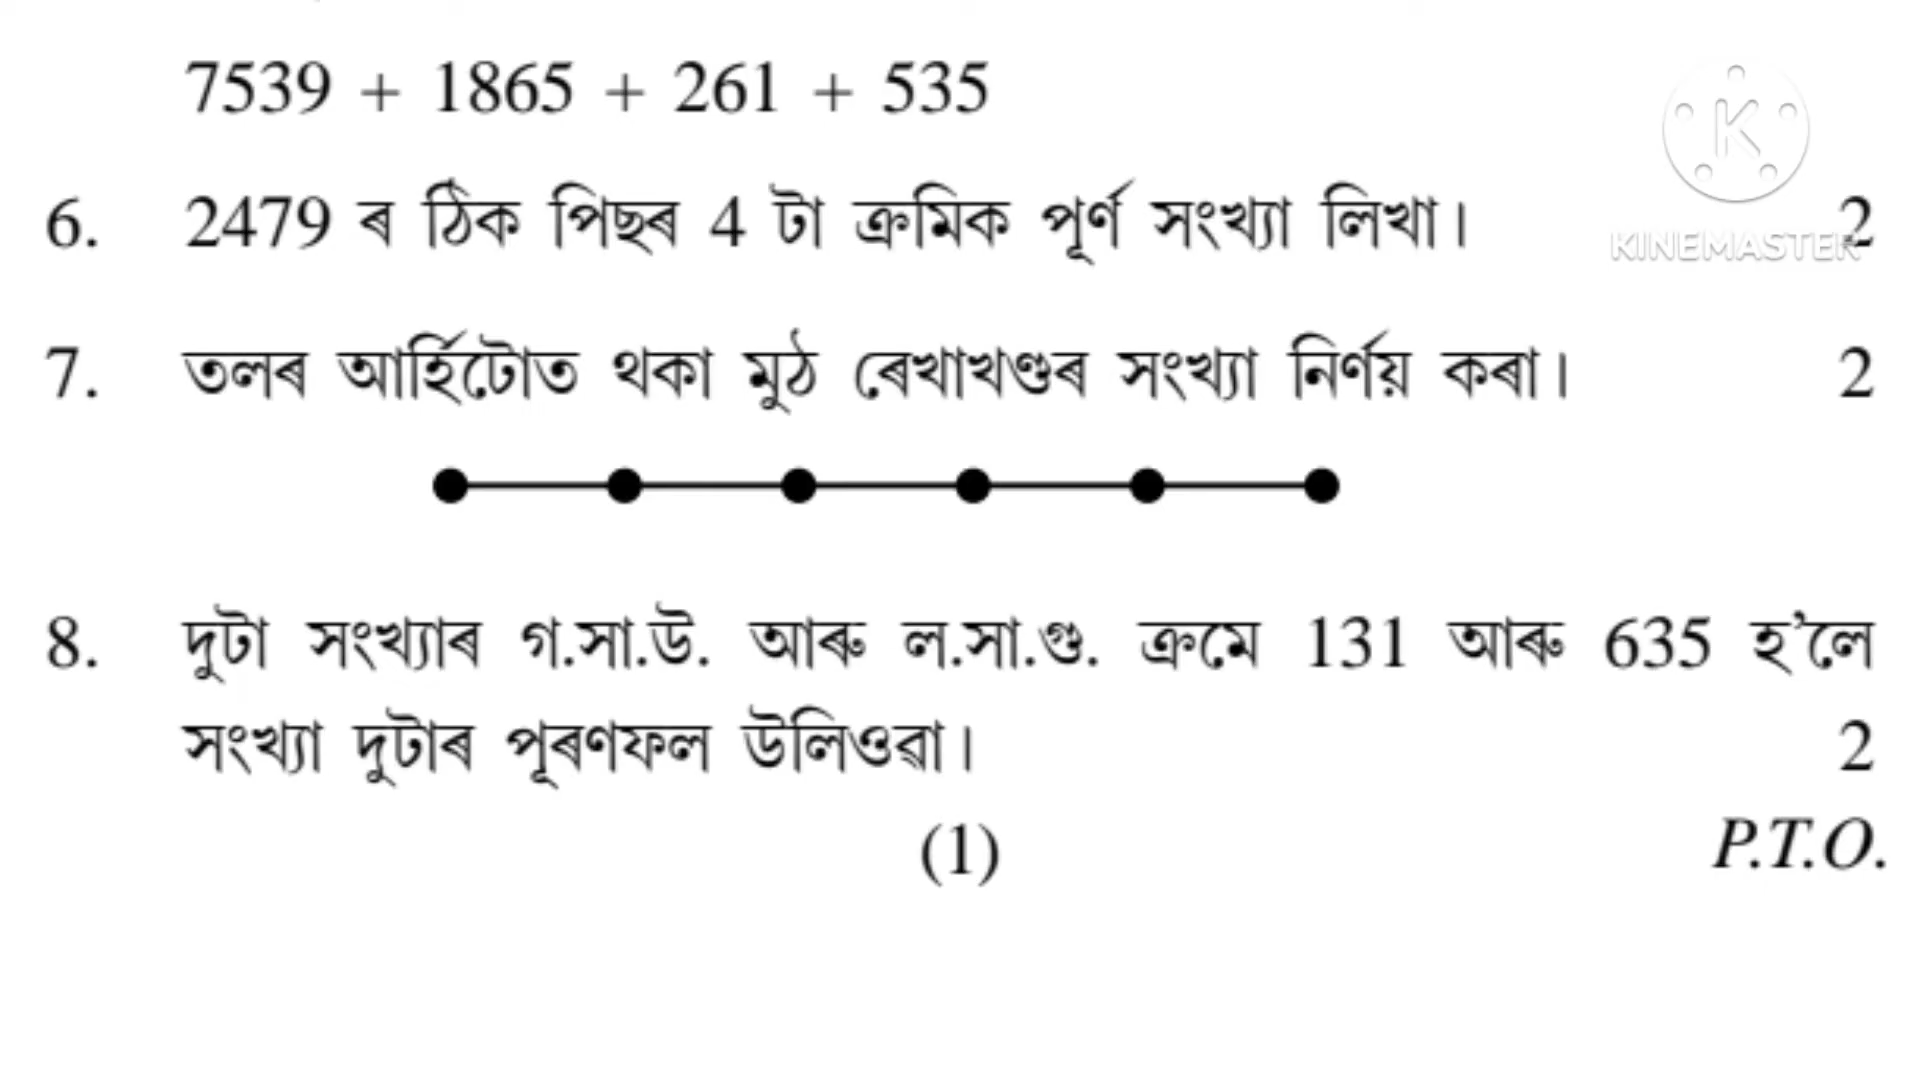 7539 + 1865 + 261 + 535
KINEMASTER
6. 2479 ৰ ঠিক পিছৰ 4 টা ক্ৰমিক পূৰ্ণ সংখ্যা লিখা। 2
7. তলৰ আৰ্হিটোত থকা মুঠ ৰেখাখণ্ডৰ সংখ্যা নিৰ্ণয় কৰা। 2
8. দুটা সংখ্যাৰ গ.সা.উ. আৰু ল.সা.গু. ক্ৰমে 131 আৰু 635 হ'লে
সংখ্যা দুটাৰ পূৰণফল উলিওৱা। 2
(1) P.T.O.